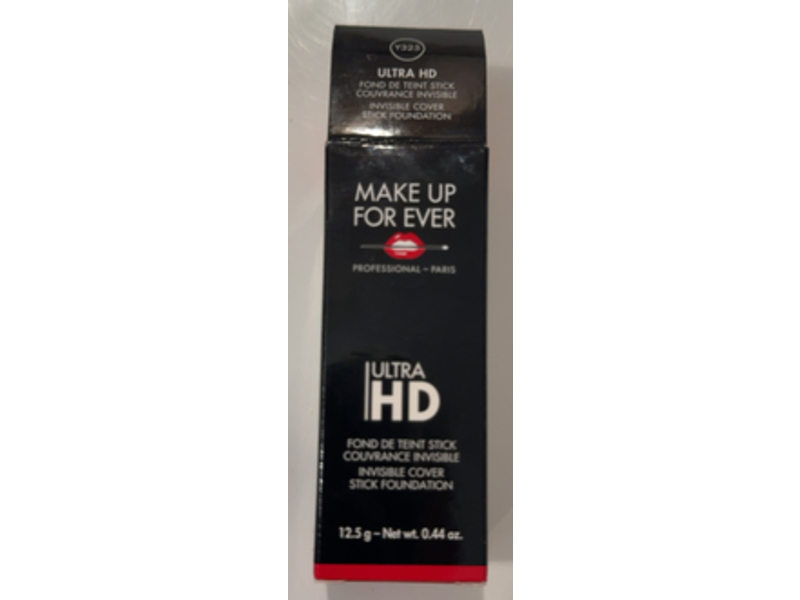 Y325
ULTRA HD
FOND DE TEINT STICK
COUVRANCE INVISIBLE
INVISIBLE COVER
STICK FOUNDATION
MAKE UP
FOR EVER
PROFESSIONAL – PARIS
ULTRA
HD
FOND DE TEINT STICK
COUVRANCE INVISIBLE
INVISIBLE COVER
STICK FOUNDATION
12.5 g – Net wt. 0.44 oz.